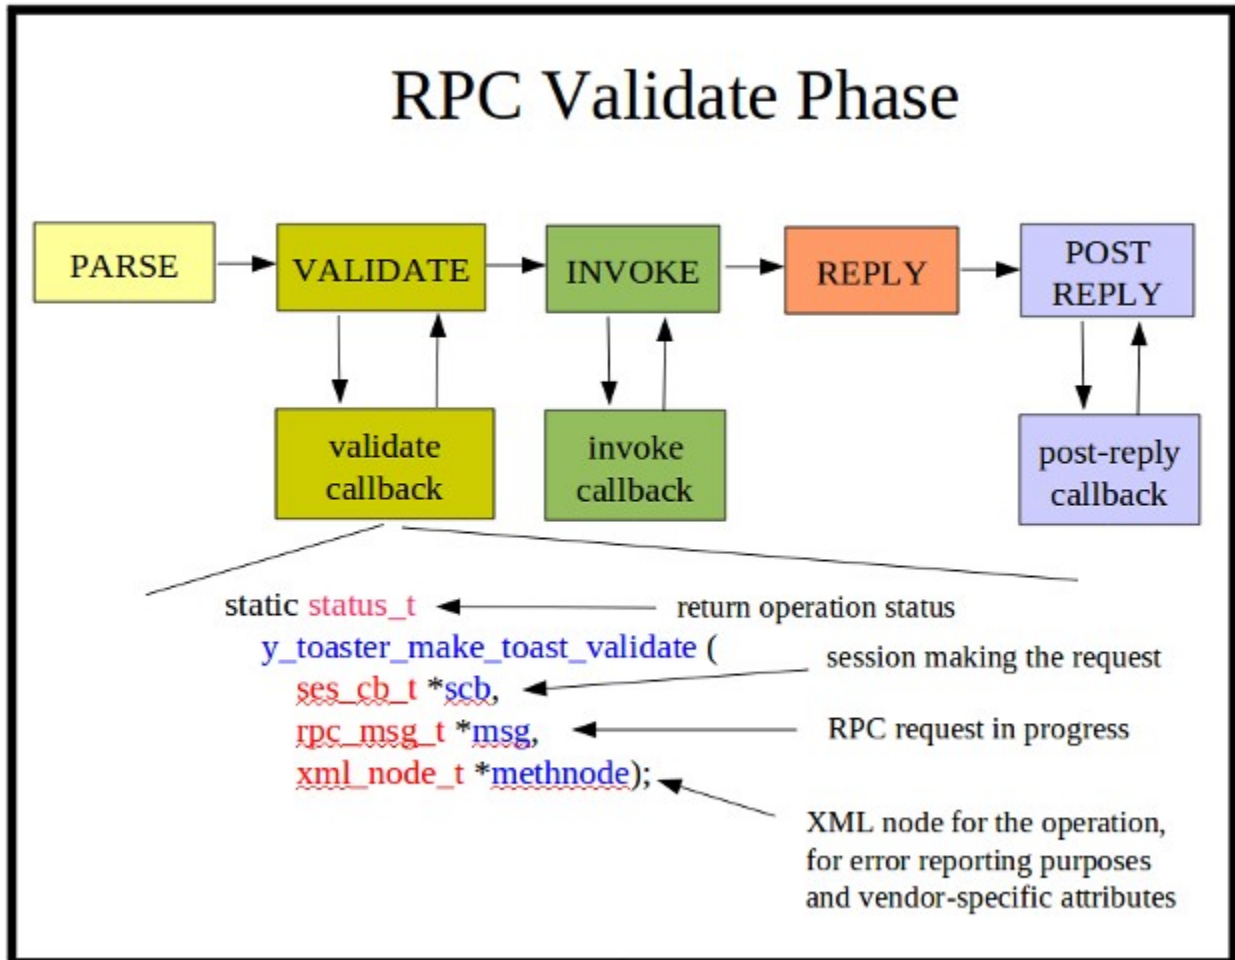 RPC Validate Phase
PARSE
VALIDATE
INVOKE
REPLY
POST
REPLY
validate
callback
invoke
callback
post-reply
callback
static status_t
return operation status
y_toaster_make_toast_validate (
session making the request
ses_cb_t *scb,
rpc_msg_t *msg,
RPC request in progress
xml_node_t *methnode);
XML node for the operation,
for error reporting purposes
and vendor-specific attributes